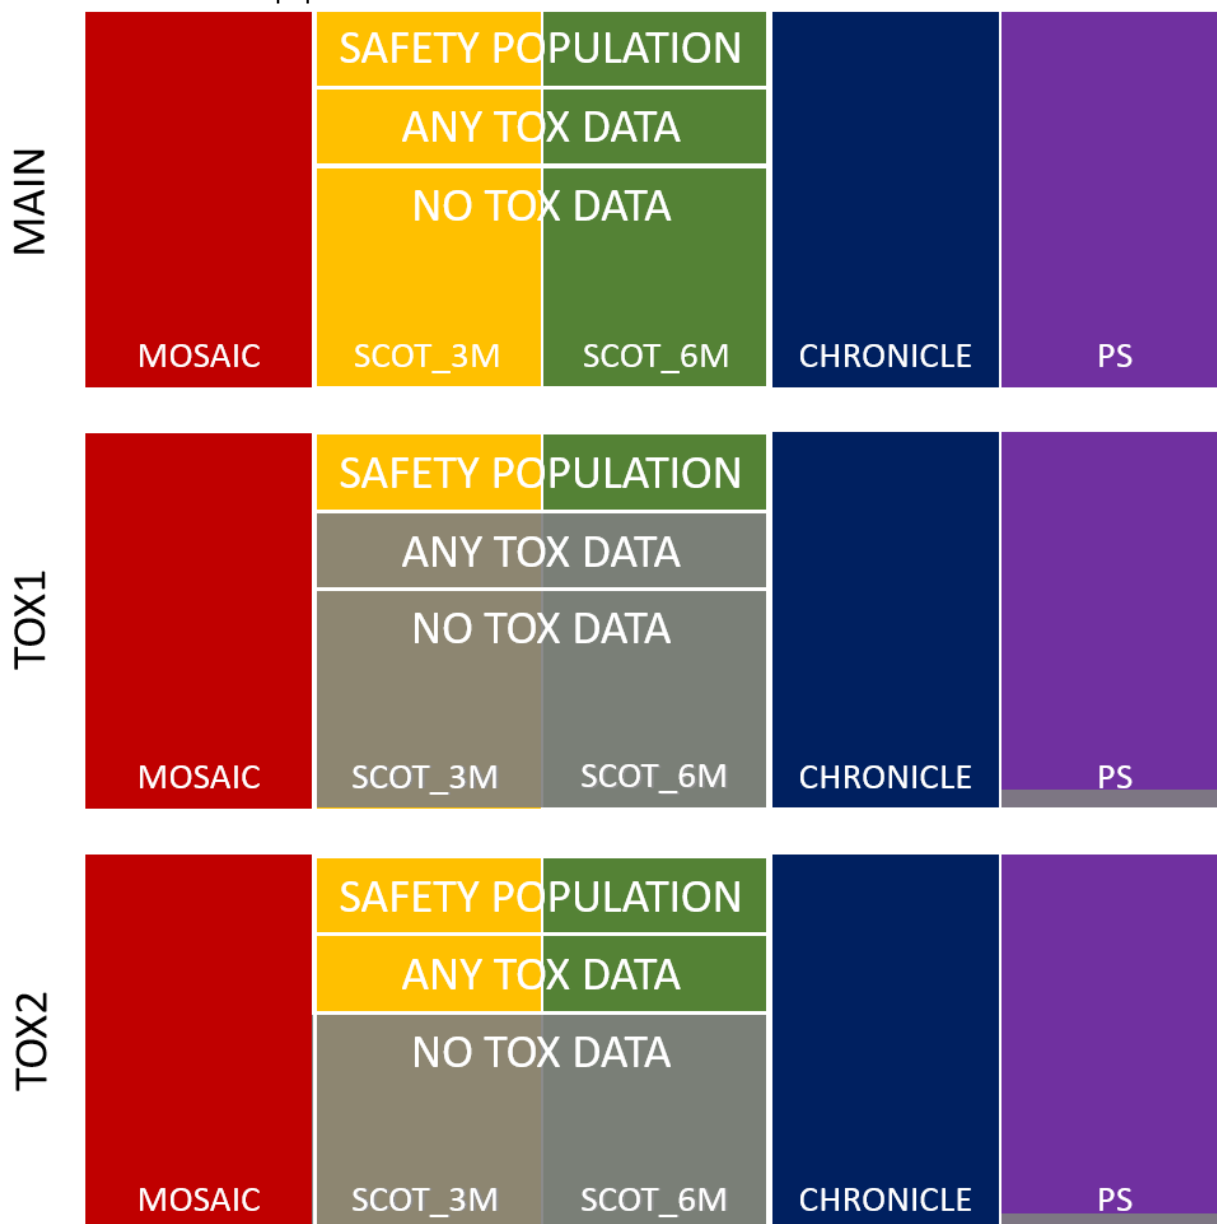 MAIN
SAFETY POPULATION
ANY TOX DATA
NO TOX DATA
MOSAIC SCOT_3M SCOT_6M CHRONICLE PS
TOX1
SAFETY POPULATION
ANY TOX DATA
NO TOX DATA
MOSAIC SCOT_3M SCOT_6M CHRONICLE PS
TOX2
SAFETY POPULATION
ANY TOX DATA
NO TOX DATA
MOSAIC SCOT_3M SCOT_6M CHRONICLE PS